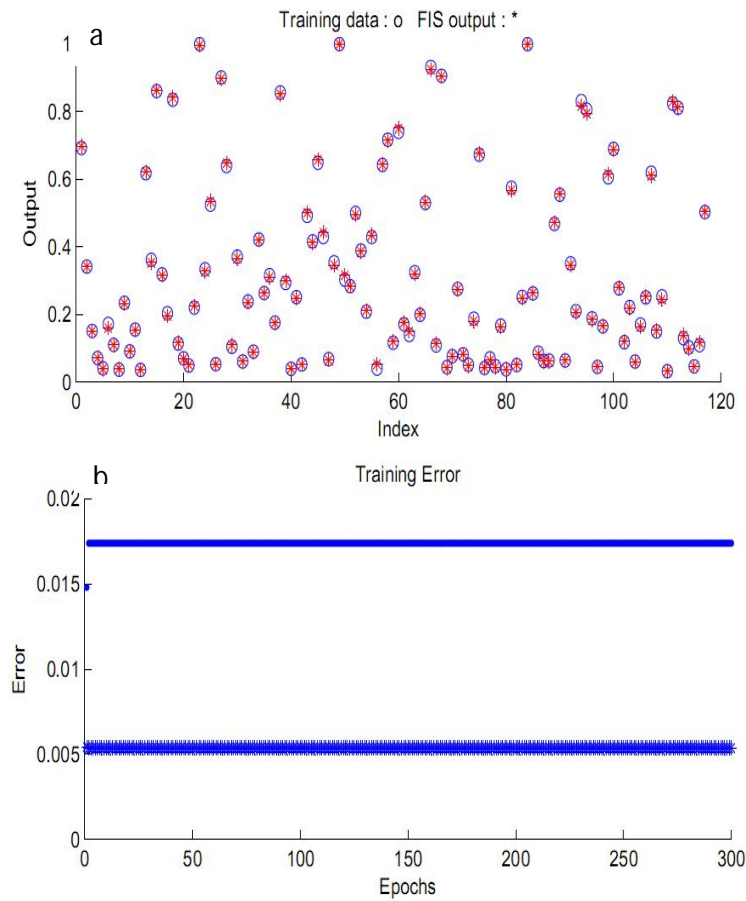 Training data : o FIS output : *
a
1
0.8
0.6
0.4
0.2
0
Output
0 20 40 60 80 100 120
Index
b
Training Error
0.02
0.015
0.01
0.005
0
Error
0 50 100 150 200 250 300
Epochs